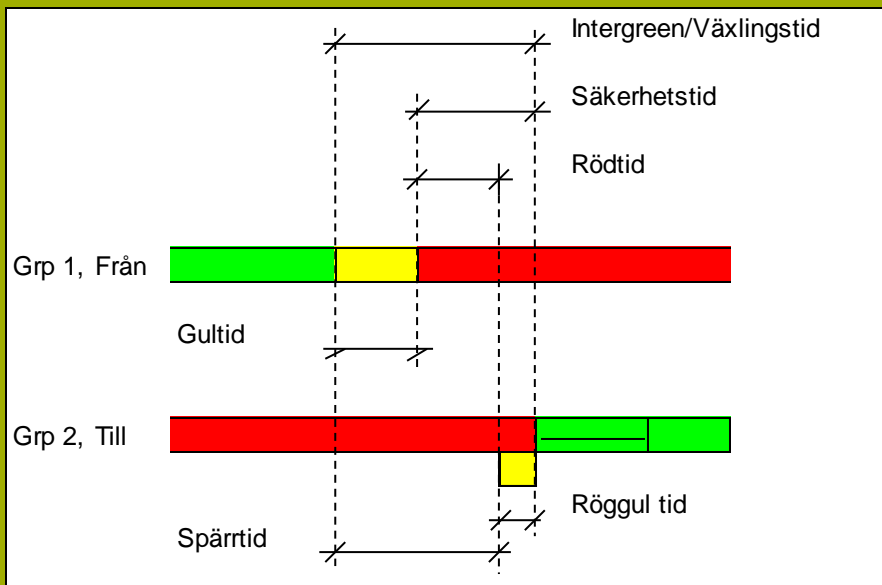 Intergreen/Växlingstid
Säkerhetstid
Rödtid
Grp 1, Från
Gultid
Grp 2, Till
Röggul tid
Spärrtid